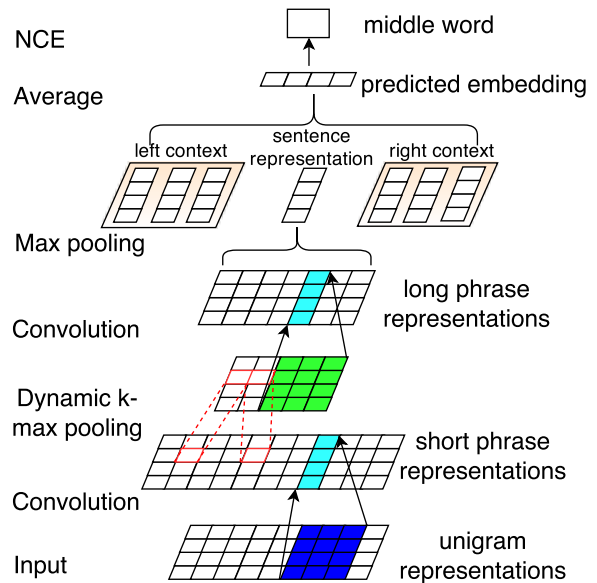 NCE
middle word
Average
predicted embedding
left context
sentence
representation
right context
Max pooling
long phrase
representations
Convolution
Dynamic k-
max pooling
short phrase
representations
Convolution
unigram
representations
Input